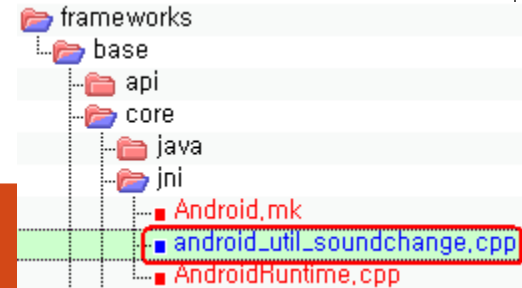 frameworks
base
api
core
java
jni
Android,mk
android_util_soundchange,cpp
AndroidRuntime,cpp